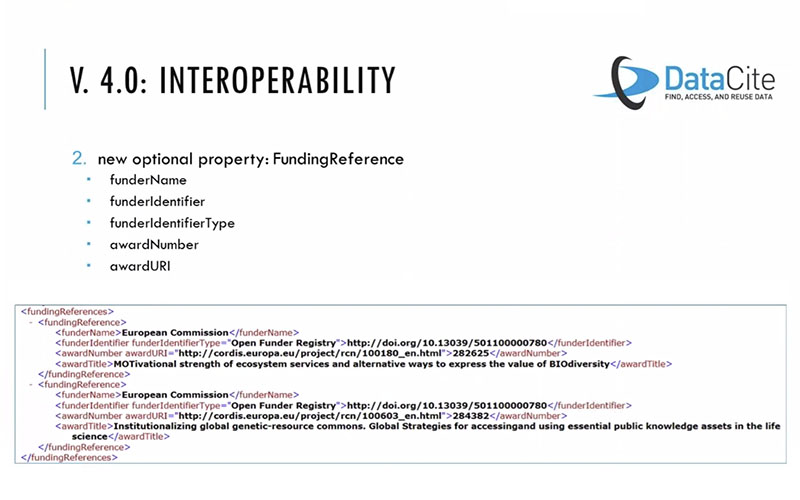 V. 4.0: INTEROPERABILITY
DataCite
FIND, ACCESS, AND REUSE DATA
2. new optional property: FundingReference
▪ funderName
▪ funderIdentifier
▪ funderIdentifierType
▪ awardNumber
▪ awardURI
<fundingReferences>
- <fundingReference>
<funderName>European Commission</funderName>
<funderIdentifier funderIdentifierType="Open Funder Registry">http://doi.org/10.13039/501100000780</funderIdentifier>
<awardNumber awardURI="http://cordis.europa.eu/project/rcn/100180_en.html">282625</awardNumber>
<awardTitle>MOTivational strength of ecosystem services and alternative ways to express the value of BIOdiversity</awardTitle>
</fundingReference>
- <fundingReference>
<funderName>European Commission</funderName>
<funderIdentifier funderIdentifierType="Open Funder Registry">http://doi.org/10.13039/501100000780</funderIdentifier>
<awardNumber awardURI="http://cordis.europa.eu/project/rcn/100603_en.html">284382</awardNumber>
<awardTitle>Institutionalizing global genetic-resource commons. Global Strategies for accessingand using essential public knowledge assets in the life
science</awardTitle>
</fundingReference>
</fundingReferences>